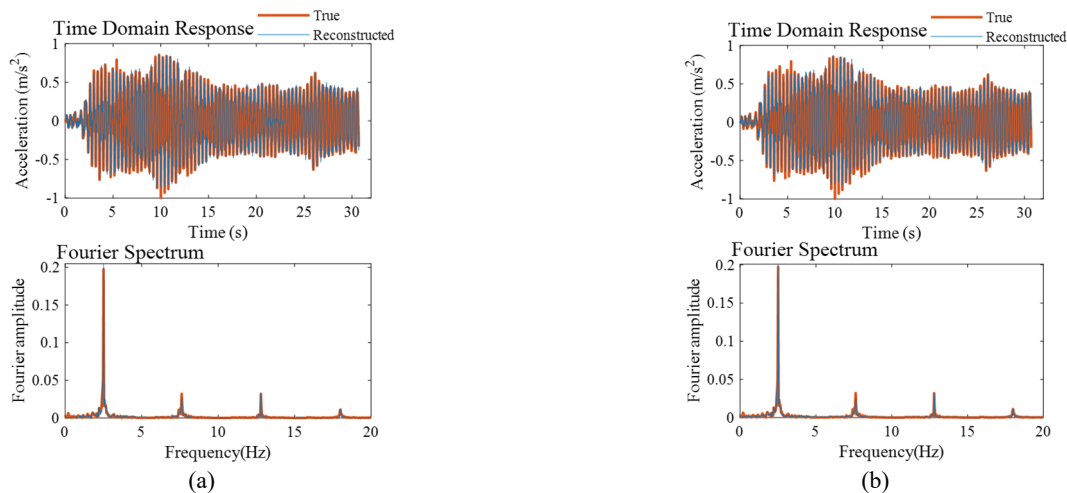 True
Time Domain Response
Reconstructed
1
0.5
0
-0.5
-1
Acceleration (m/s²)
0 5 10 15 20 25 30
Time (s)
Fourier Spectrum
0.2
0.15
0.1
0.05
0
Fourier amplitude
0 5 10 15 20
Frequency(Hz)
(a)
True
Time Domain Response
Reconstructed
1
0.5
0
-0.5
-1
Acceleration (m/s²)
0 5 10 15 20 25 30
Time (s)
Fourier Spectrum
0.2
0.15
0.1
0.05
0
Fourier amplitude
0 5 10 15 20
Frequency(Hz)
(b)